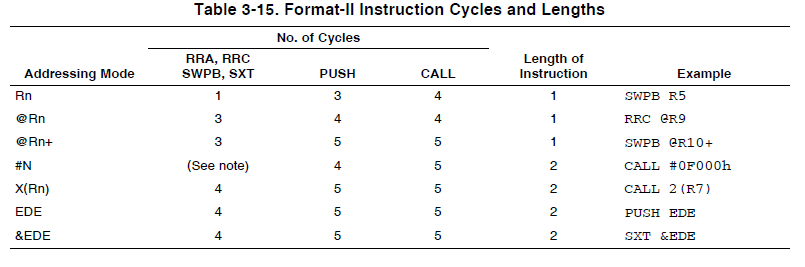 Table 3-15. Format-II Instruction Cycles and Lengths
No. of Cycles
Addressing Mode RRA, RRC SWPB, SXT PUSH CALL Length of Instruction Example
Rn 1 3 4 1 SWPB R5
@Rn 3 4 4 1 RRC @R9
@Rn+ 3 5 5 1 SWPB @R10+
#N (See note) 4 5 2 CALL #0F000h
X(Rn) 4 5 5 2 CALL 2(R7)
EDE 4 5 5 2 PUSH EDE
&EDE 4 5 5 2 SXT &EDE